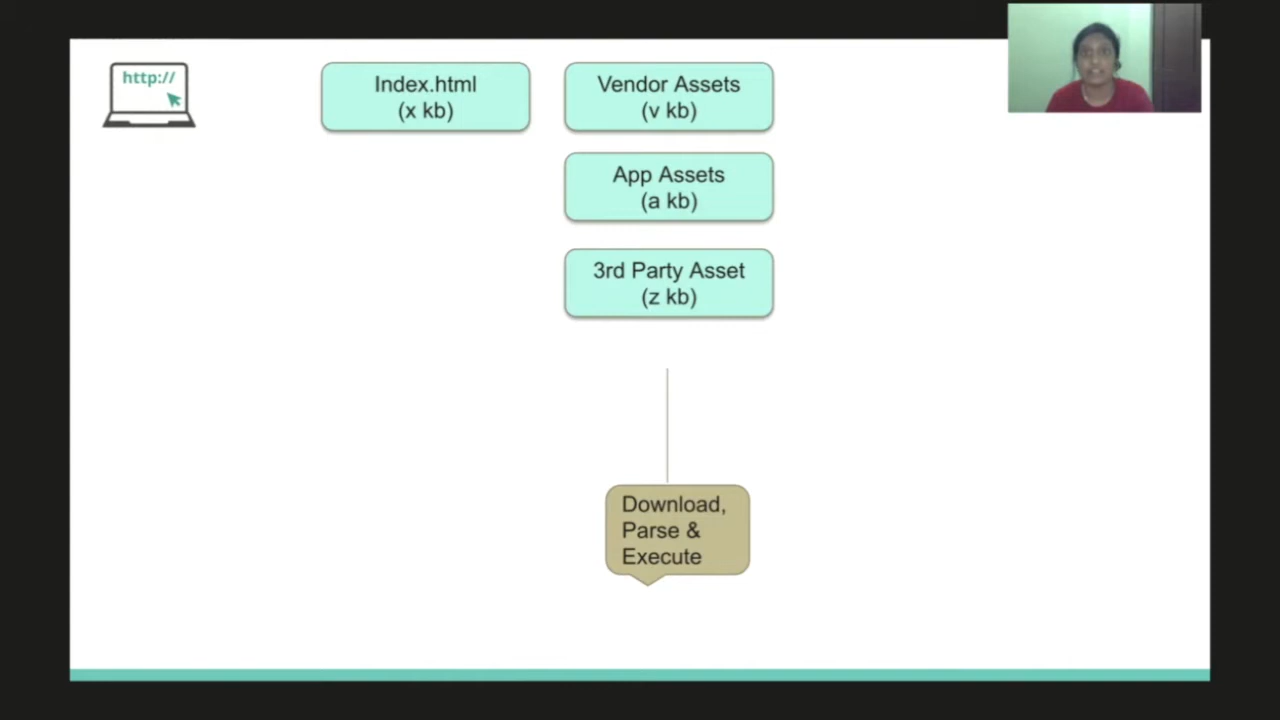 http://
Index.html
(x kb)
Vendor Assets
(v kb)
App Assets
(a kb)
3rd Party Asset
(z kb)
Download,
Parse &
Execute